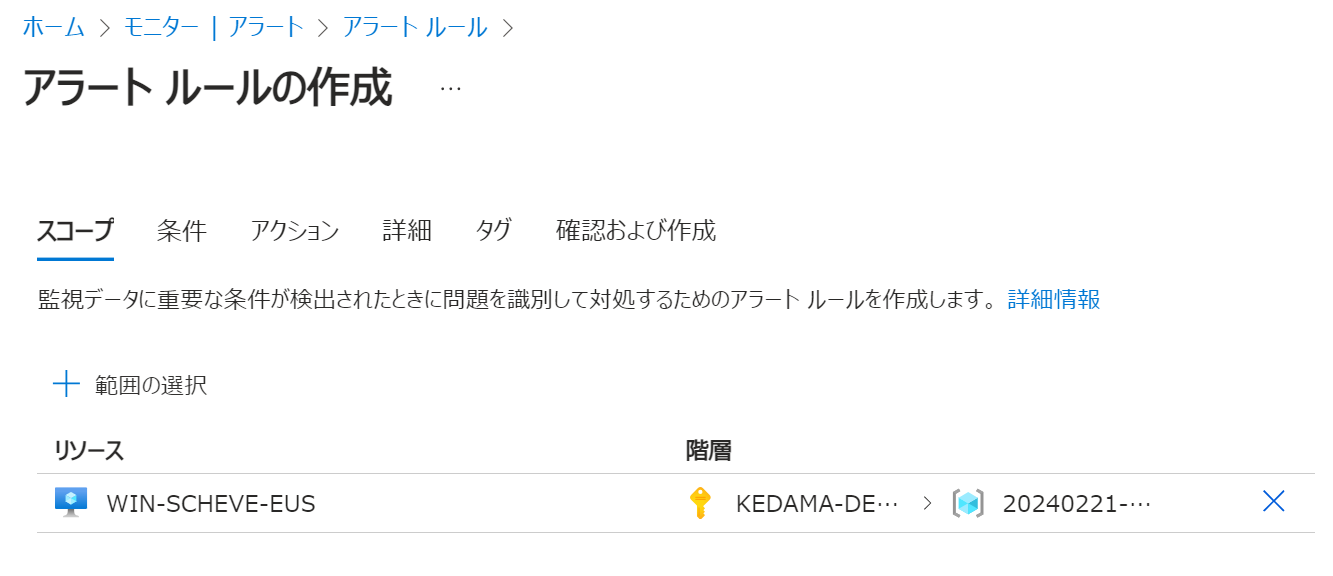 ホーム > モニター | アラート > アラート ルール >
アラート ルールの作成 …
スコープ 条件 アクション 詳細 タグ 確認および作成
監視データに重要な条件が検出されたときに問題を識別して対処するためのアラート ルールを作成します。 詳細情報
範囲の選択
リソース 階層
WIN-SCHEVE-EUS KEDAMA-DE… > 20240221-…